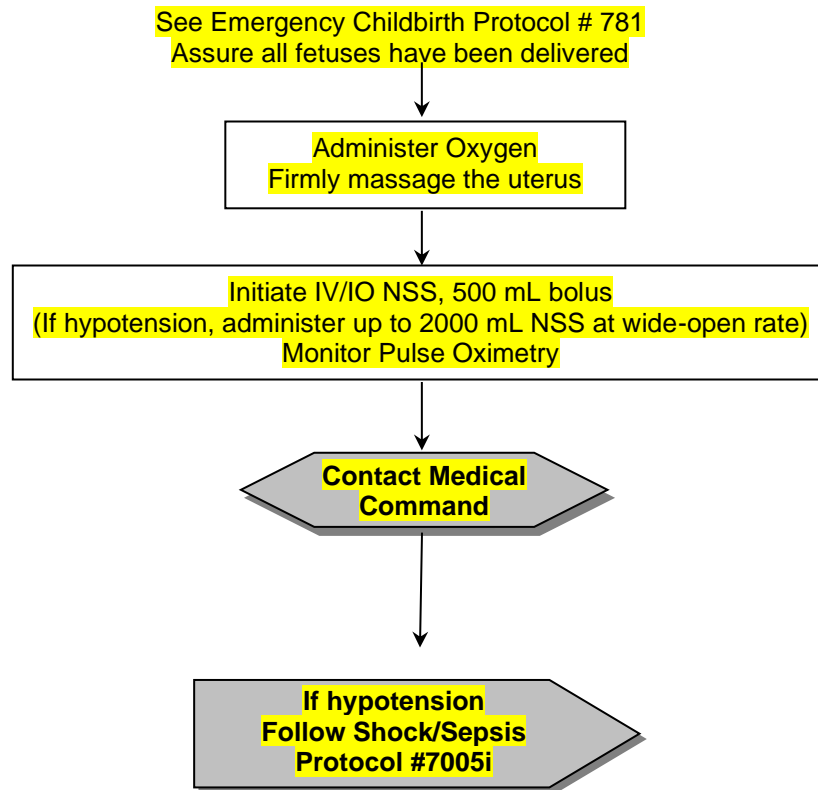 See Emergency Childbirth Protocol # 781
Assure all fetuses have been delivered
Administer Oxygen
Firmly massage the uterus
Initiate IV/IO NSS, 500 mL bolus
(If hypotension, administer up to 2000 mL NSS at wide-open rate)
Monitor Pulse Oximetry
Contact Medical
Command
If hypotension
Follow Shock/Sepsis
Protocol #7005i